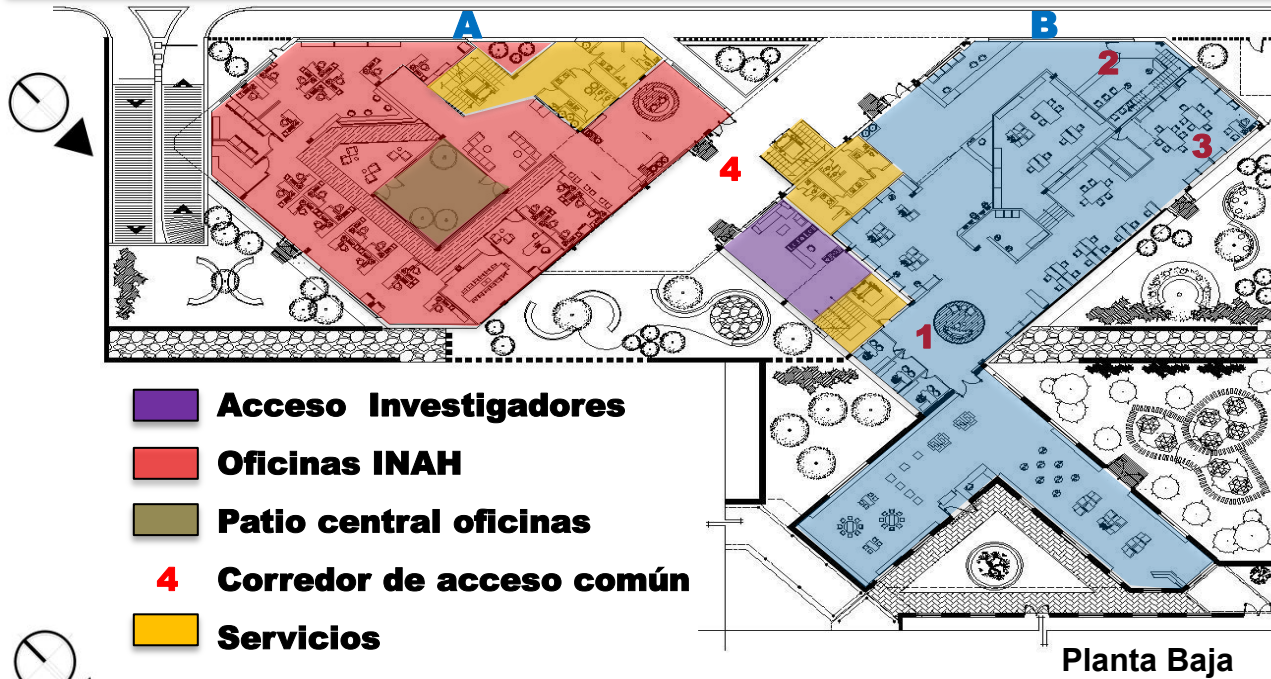 A
B
2
3
4
1
Acceso Investigadores
Oficinas INAH
Patio central oficinas
4 Corredor de acceso común
Servicios
Planta Baja